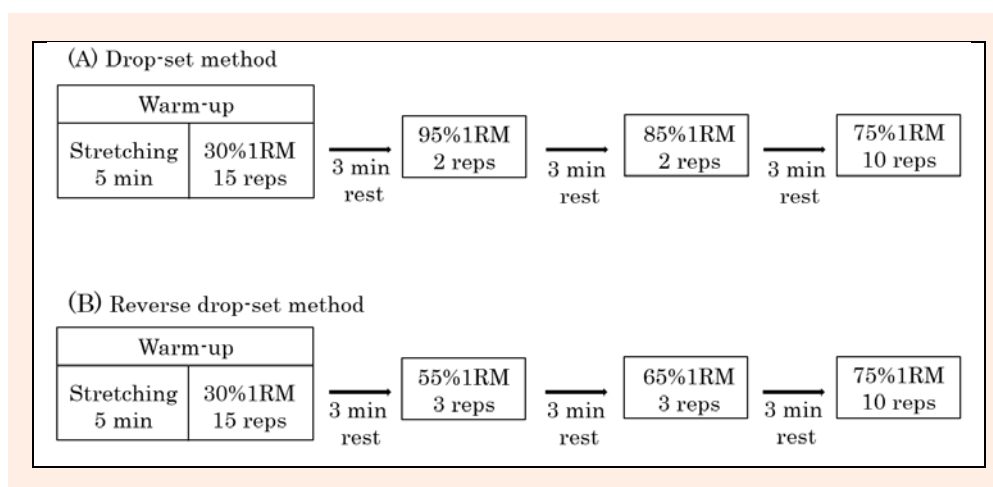 (A) Drop-set method
Warm-up
Stretching
5 min
30%1RM
15 reps
3 min
rest
95%1RM
2 reps
3 min
rest
85%1RM
2 reps
3 min
rest
75%1RM
10 reps
(B) Reverse drop-set method
Warm-up
Stretching
5 min
30%1RM
15 reps
3 min
rest
55%1RM
3 reps
3 min
rest
65%1RM
3 reps
3 min
rest
75%1RM
10 reps